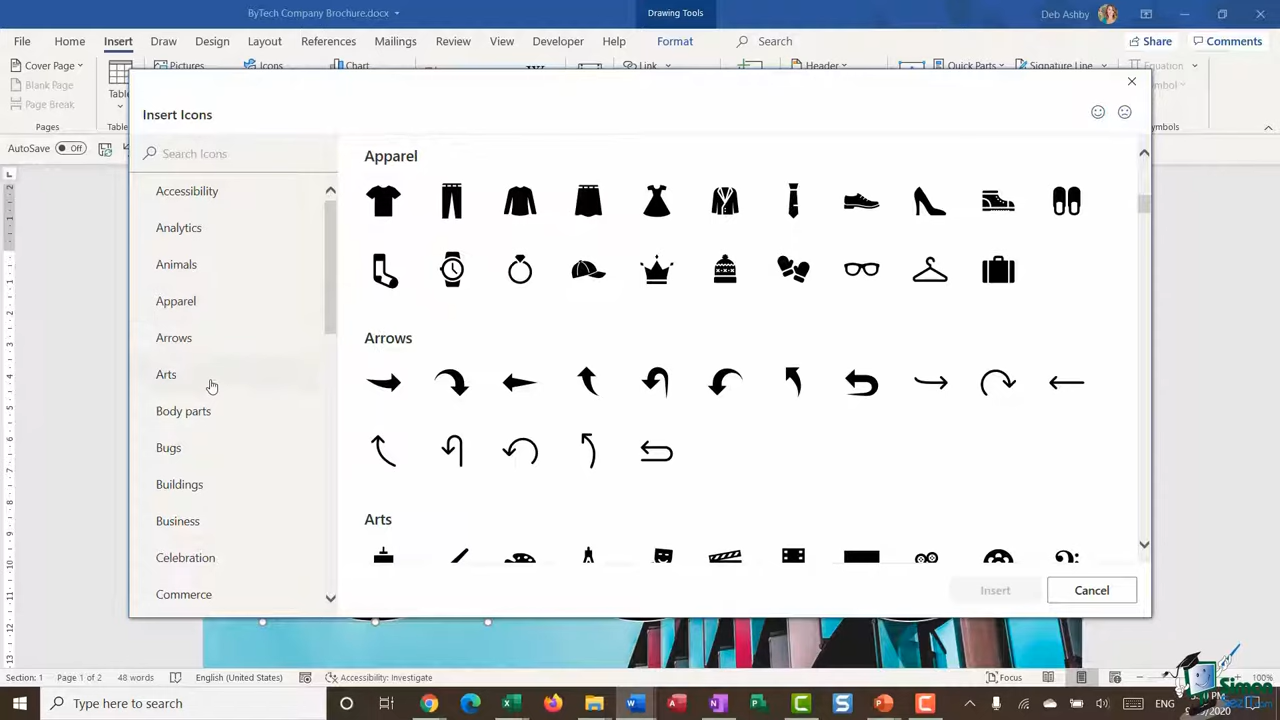 ByTech Company Brochure.docx
Drawing Tools
Deb Ashby
File Home Insert Draw Design Layout References Mailings Review View Developer Help Format Search Share Comments
Cover Page Pictures Icons Chart Link Header Quick Parts Signature Line Equation
Blank Page
Page Break
Pages
AutoSave Off
Insert Icons
Search Icons
Accessibility
Analytics
Animals
Apparel
Arrows
Arts
Body parts
Bugs
Buildings
Business
Celebration
Commerce
Apparel
Arrows
Arts
Insert Cancel
Section: 1 Page 1 of 2 48 words English (United States) Accessibility: Investigate Focus 100%
Type here to search